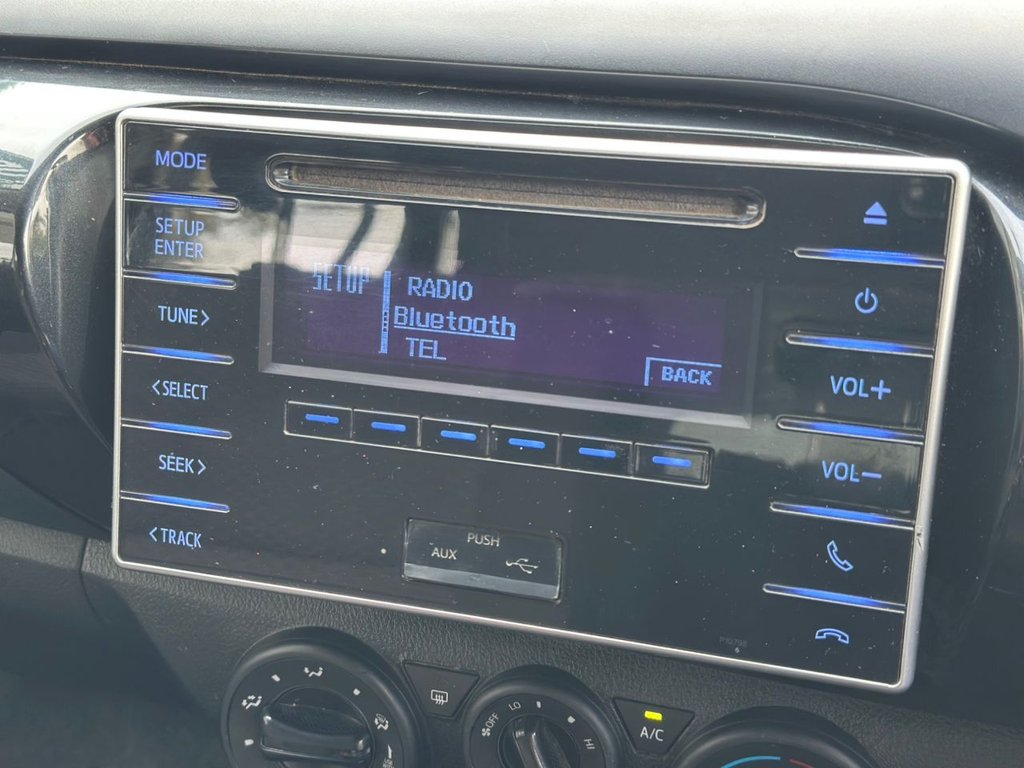 MODE
SETUP
ENTER
TUNE>
<SELECT
SEEK>
<TRACK
SETUP
RADIO
Bluetooth
TEL
BACK
PUSH
AUX
VOL+
VOL−
OFF
LO
HI
A/C